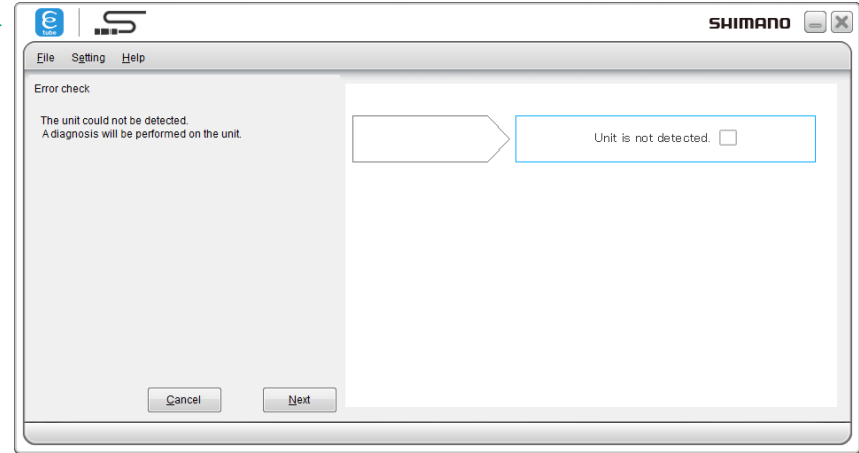 tube
SHIMANO
File Setting Help
Error check
The unit could not be detected.
A diagnosis will be performed on the unit.
Unit is not detected.
Cancel Next